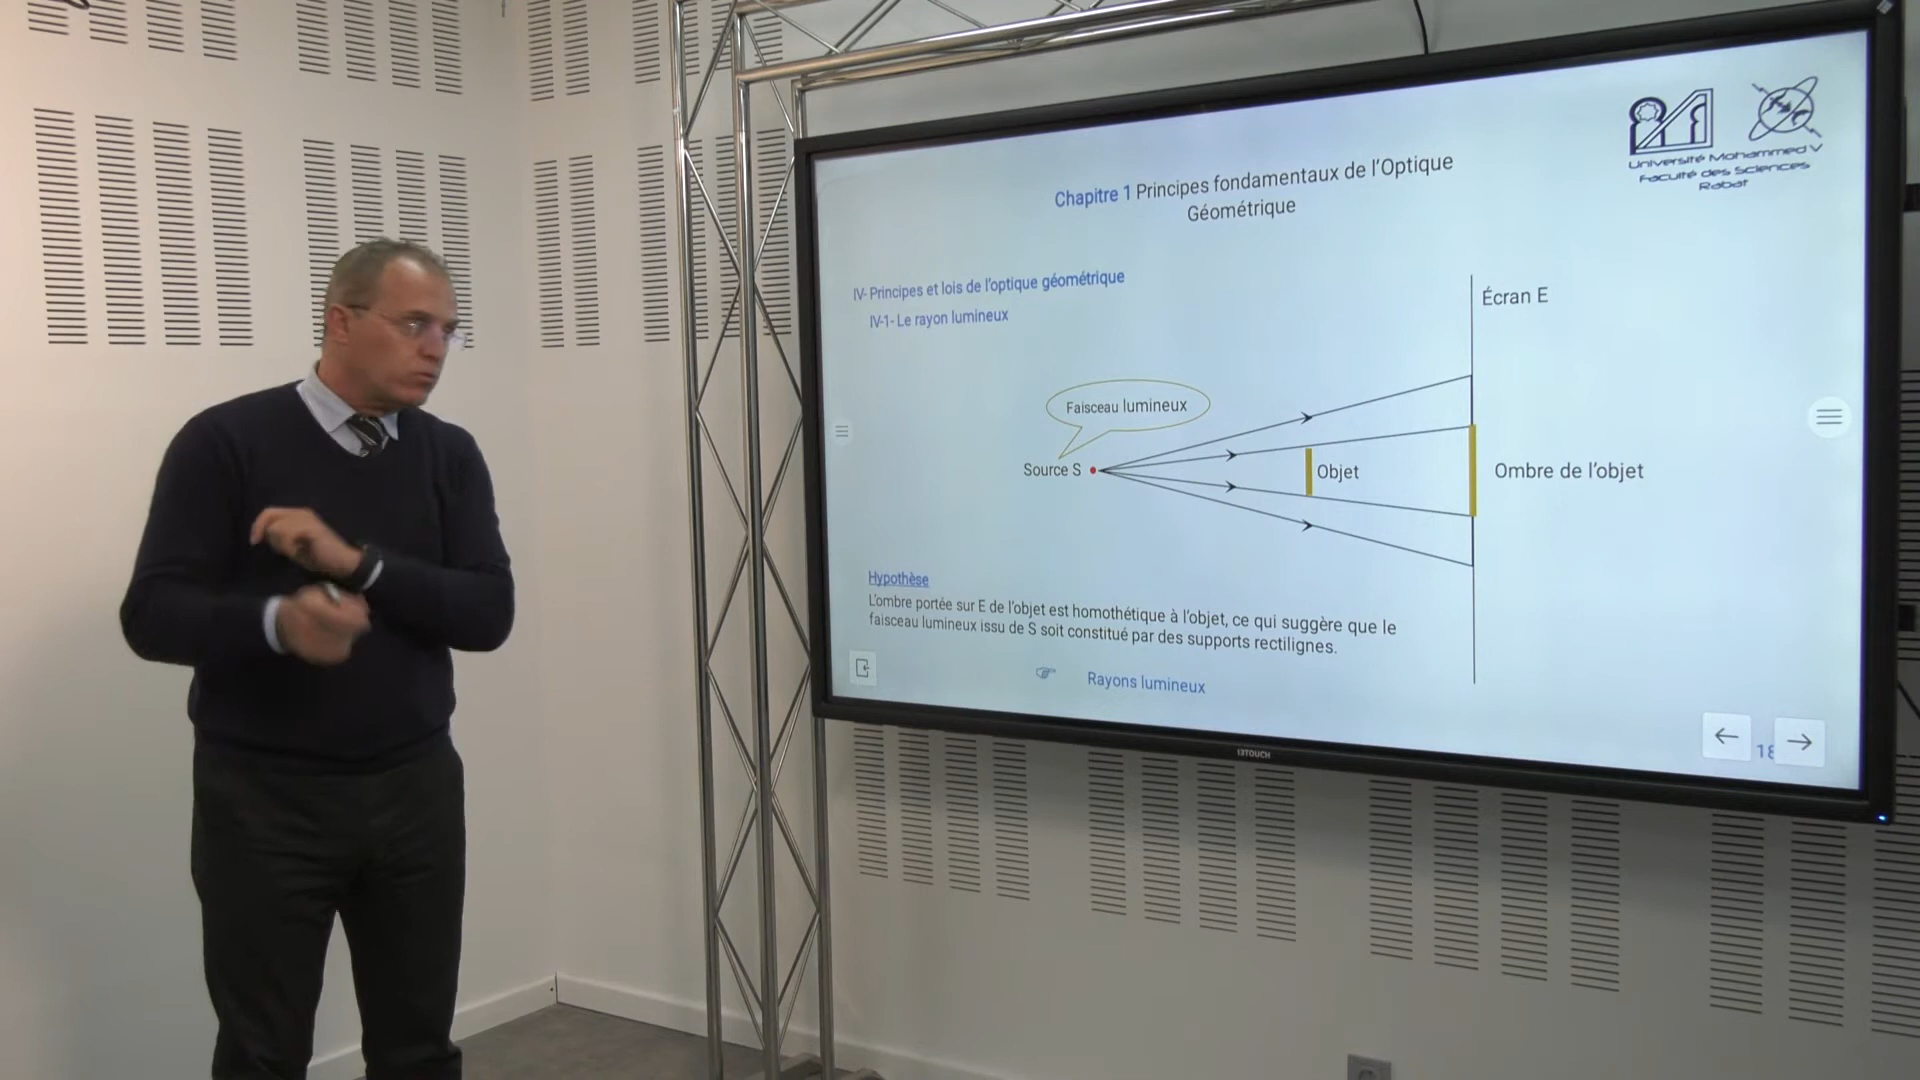 Université Mohammed V
Faculté des Sciences
Rabat
Chapitre 1 Principes fondamentaux de l'Optique
Géométrique
IV- Principes et lois de l'optique géométrique
IV-1- Le rayon lumineux
Écran E
Faisceau lumineux
Source S
Objet
Ombre de l'objet
Hypothèse
L'ombre portée sur E de l'objet est homothétique à l'objet, ce qui suggère que le
faisceau lumineux issu de S soit constitué par des supports rectilignes.
Rayons lumineux
18
i3TOUCH